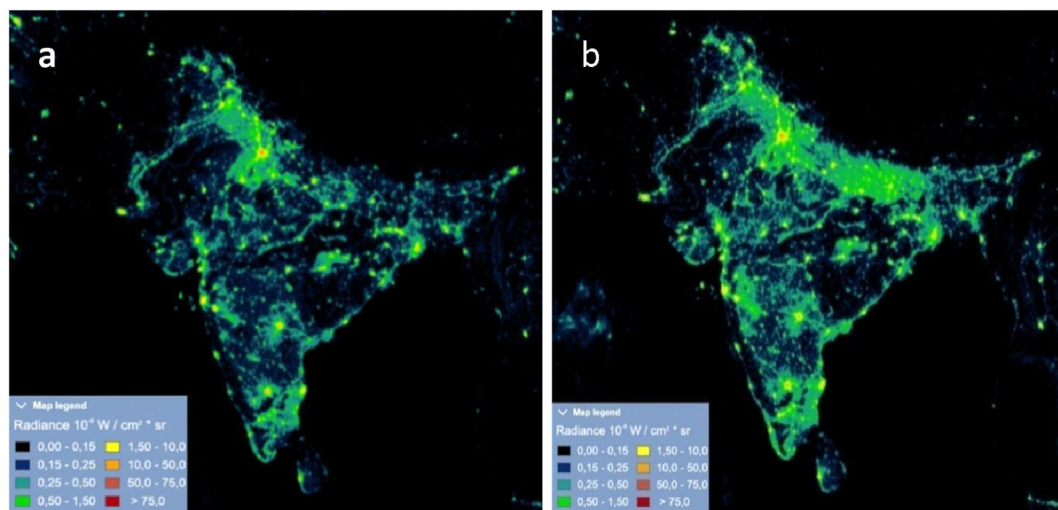 a
Map legend
Radiance 10⁻⁹ W / cm² * sr
0,00 - 0,15 1,50 - 10,0
0,15 - 0,25 10,0 - 50,0
0,25 - 0,50 50,0 - 75,0
0,50 - 1,50 > 75,0
b
Map legend
Radiance 10⁻⁹ W / cm² * sr
0,00 - 0,15 1,50 - 10,0
0,15 - 0,25 10,0 - 50,0
0,25 - 0,50 50,0 - 75,0
0,50 - 1,50 > 75,0